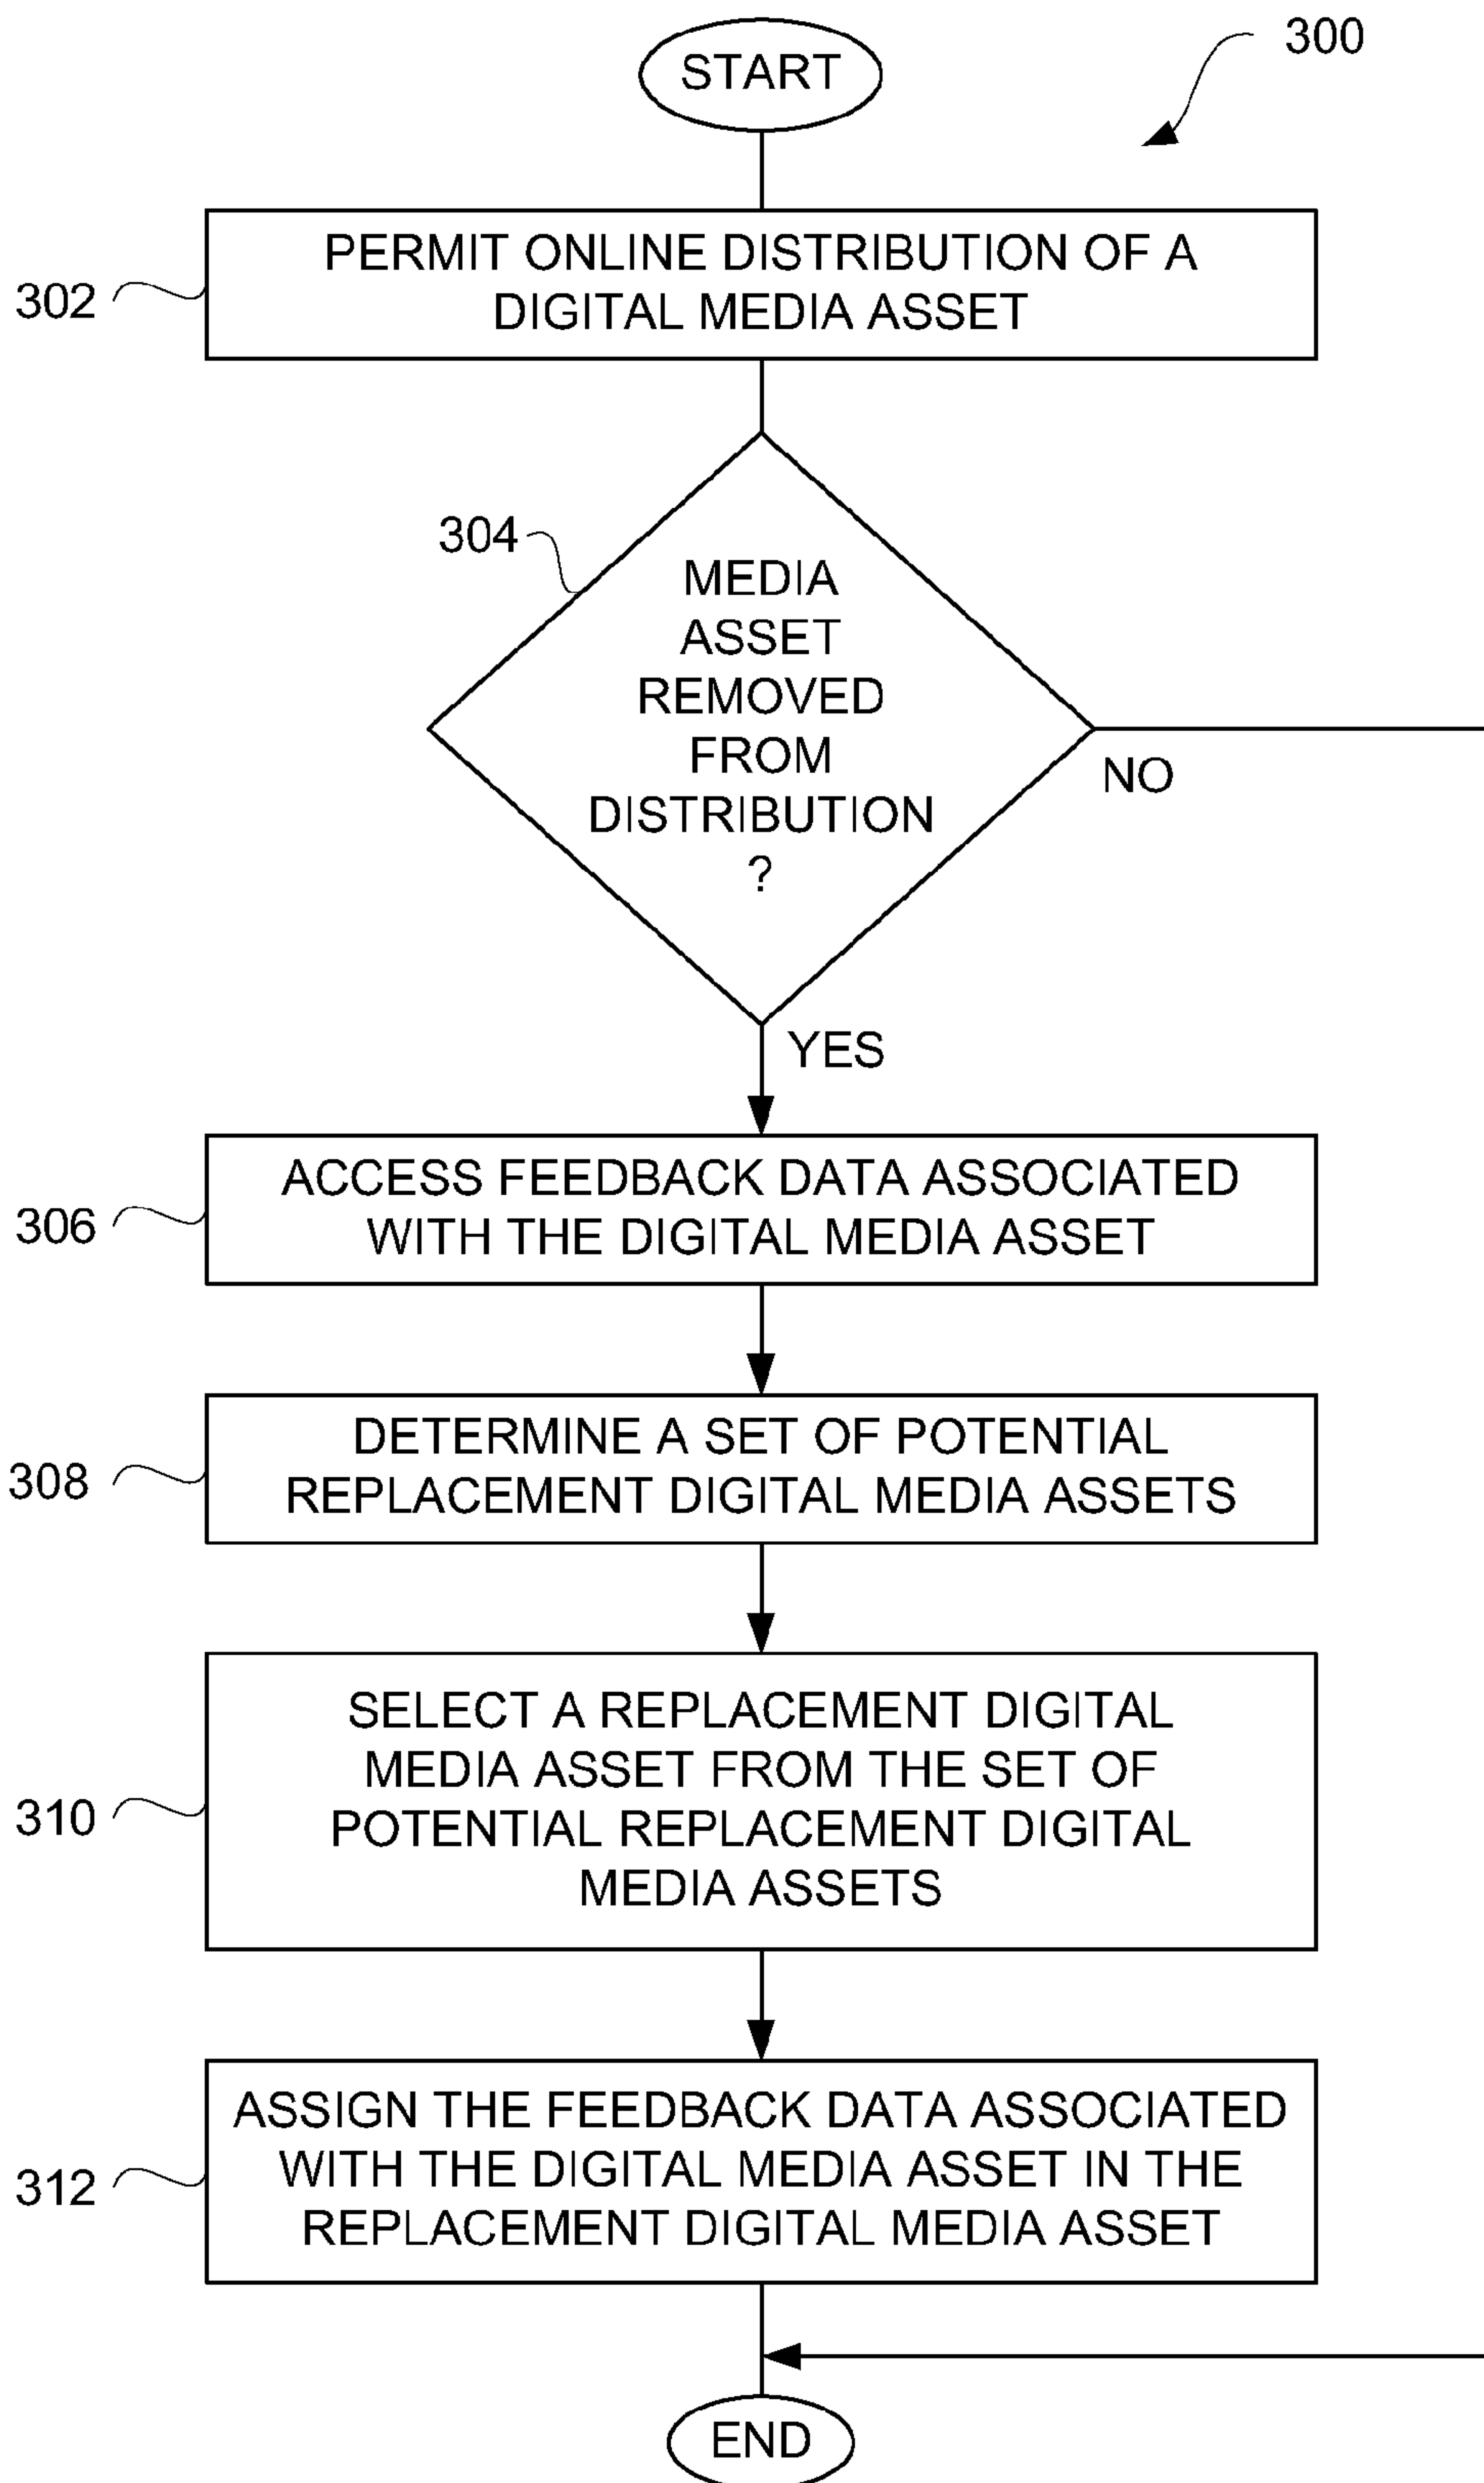 START
300
302
PERMIT ONLINE DISTRIBUTION OF A
DIGITAL MEDIA ASSET
304
MEDIA
ASSET
REMOVED
FROM
DISTRIBUTION
?
NO
YES
306
ACCESS FEEDBACK DATA ASSOCIATED
WITH THE DIGITAL MEDIA ASSET
308
DETERMINE A SET OF POTENTIAL
REPLACEMENT DIGITAL MEDIA ASSETS
310
SELECT A REPLACEMENT DIGITAL
MEDIA ASSET FROM THE SET OF
POTENTIAL REPLACEMENT DIGITAL
MEDIA ASSETS
312
ASSIGN THE FEEDBACK DATA ASSOCIATED
WITH THE DIGITAL MEDIA ASSET IN THE
REPLACEMENT DIGITAL MEDIA ASSET
END